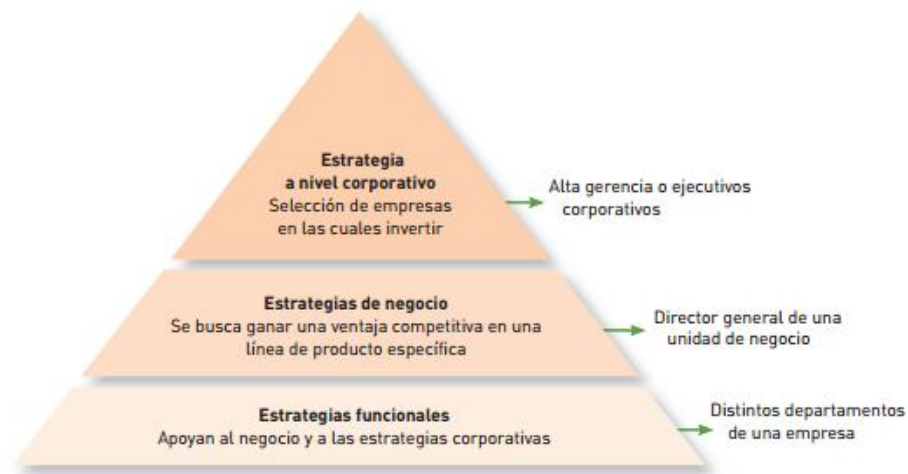 Estrategia
a nivel corporativo
Selección de empresas
en las cuales invertir
Alta gerencia o ejecutivos
corporativos
Estrategias de negocio
Se busca ganar una ventaja competitiva en una
línea de producto específica
Director general de una
unidad de negocio
Estrategias funcionales
Apoyan al negocio y a las estrategias corporativas
Distintos departamentos
de una empresa